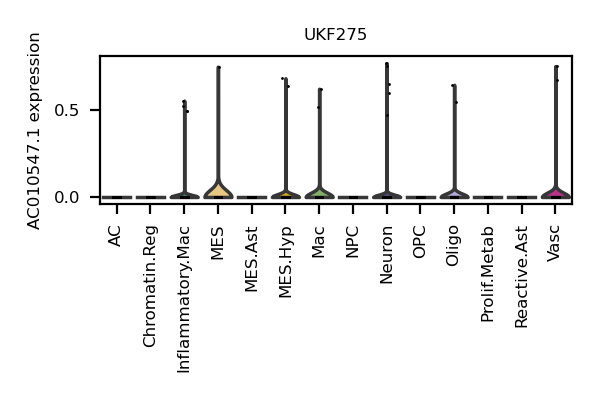 UKF275
AC010547.1 expression
0.5
0.0
AC
Chromatin.Reg
Inflammatory.Mac
MES
MES.Ast
MES.Hyp
Mac
NPC
Neuron
OPC
Oligo
Prolif.Metab
Reactive.Ast
Vasc